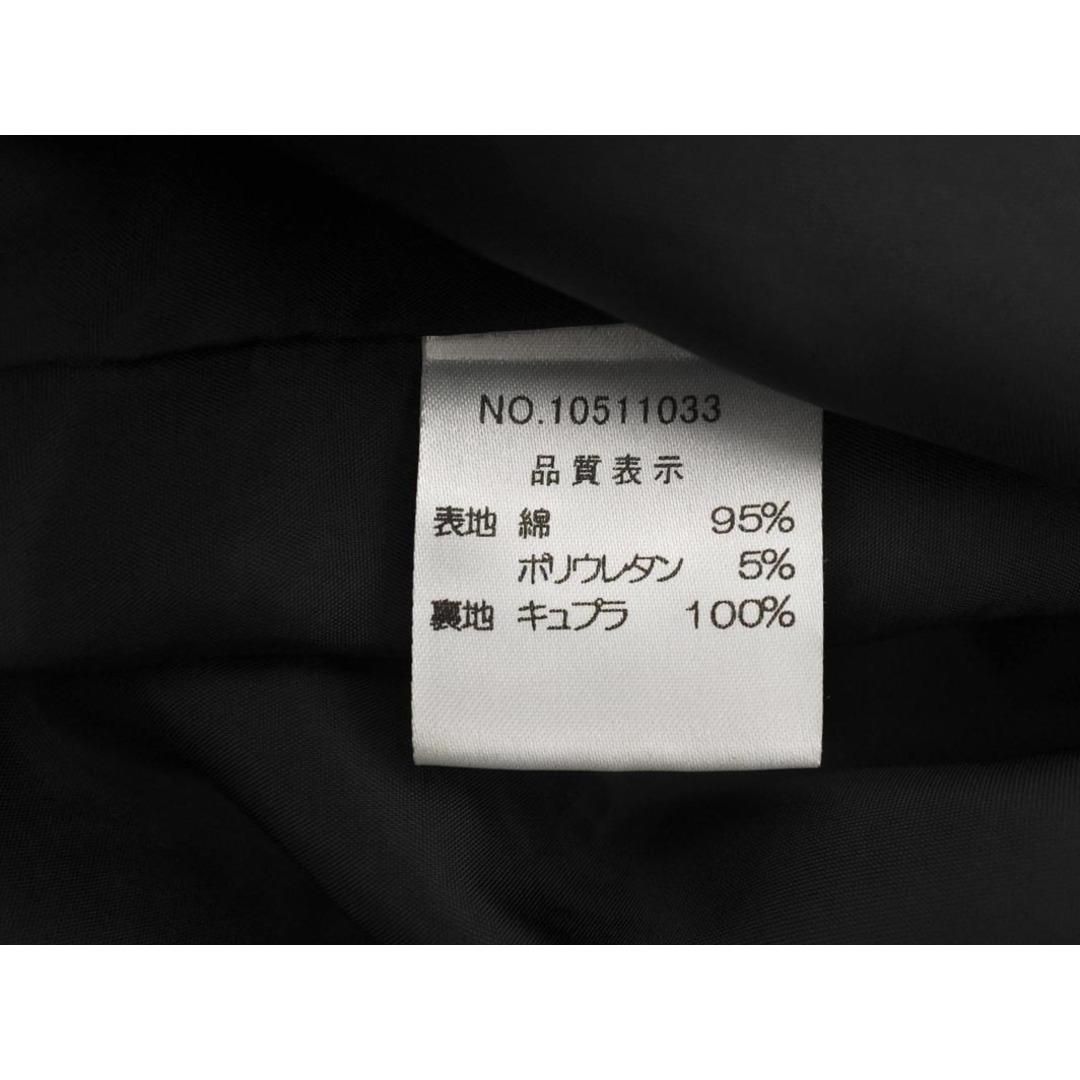 NO.10511033
品質表示
表地 綿 95%
ポリウレタン 5%
裏地 キュプラ 100%